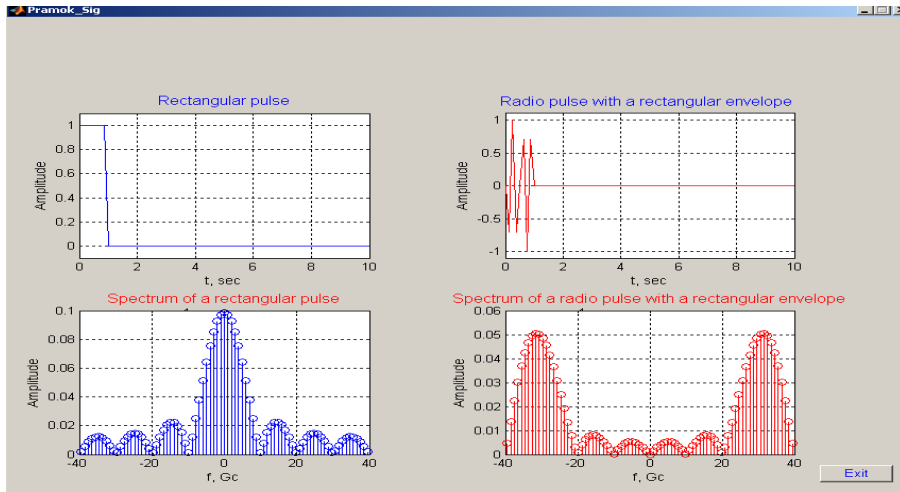 Pramok_Sig
Rectangular pulse
Amplitude
1
0.8
0.6
0.4
0.2
0
0 2 4 6 8 10
t, sec
Radio pulse with a rectangular envelope
Amplitude
1
0.5
0
-0.5
-1
0 2 4 6 8 10
t, sec
Spectrum of a rectangular pulse
Amplitude
0.1
0.08
0.06
0.04
0.02
0
-40 -20 0 20 40
f, Gc
Spectrum of a radio pulse with a rectangular envelope
Amplitude
0.06
0.05
0.04
0.03
0.02
0.01
0
-40 -20 0 20 40
f, Gc
Exit